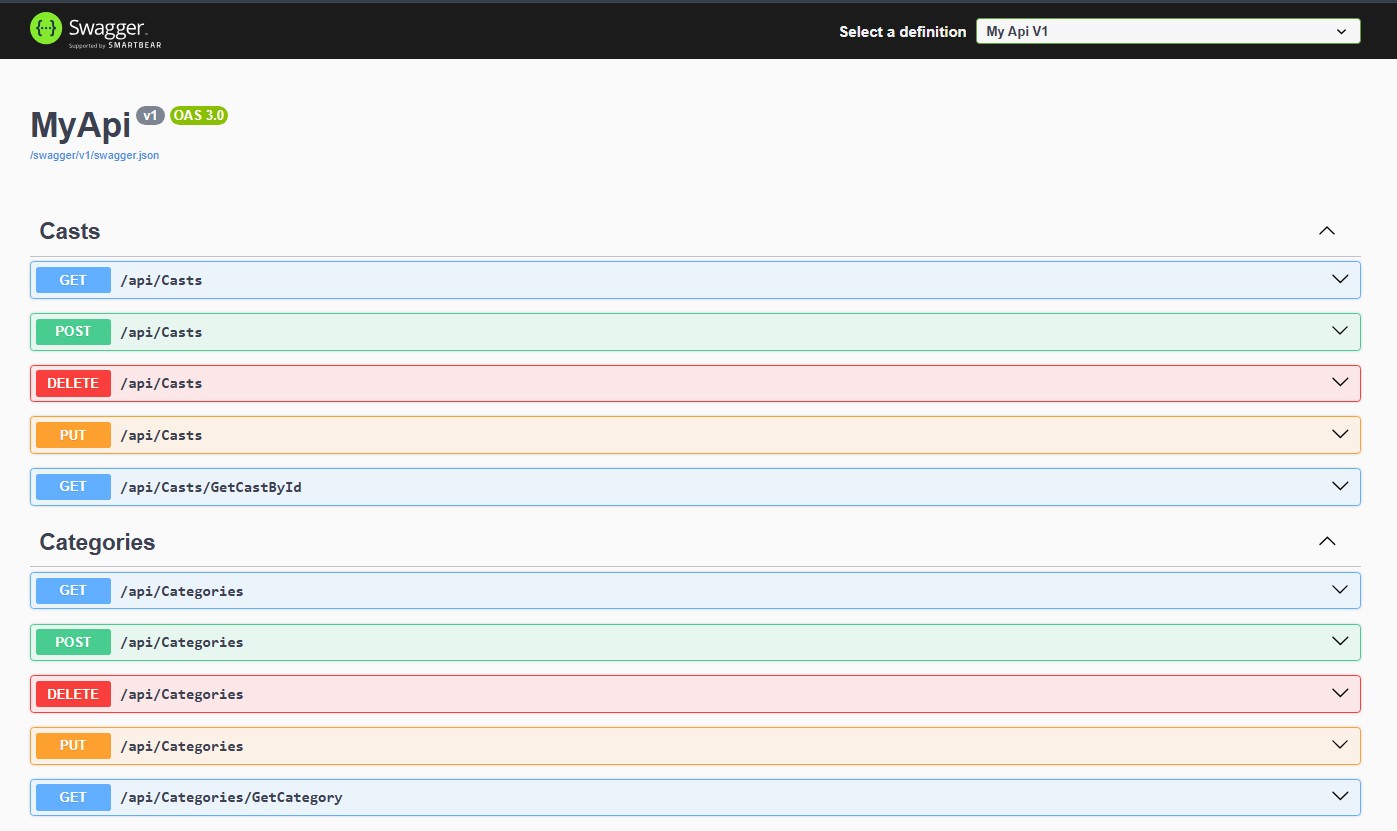 Swagger
Supported by SMARTBEAR
Select a definition
My Api V1
MyApi v1 OAS 3.0
/swagger/v1/swagger.json
Casts
GET /api/Casts
POST /api/Casts
DELETE /api/Casts
PUT /api/Casts
GET /api/Casts/GetCastById
Categories
GET /api/Categories
POST /api/Categories
DELETE /api/Categories
PUT /api/Categories
GET /api/Categories/GetCategory